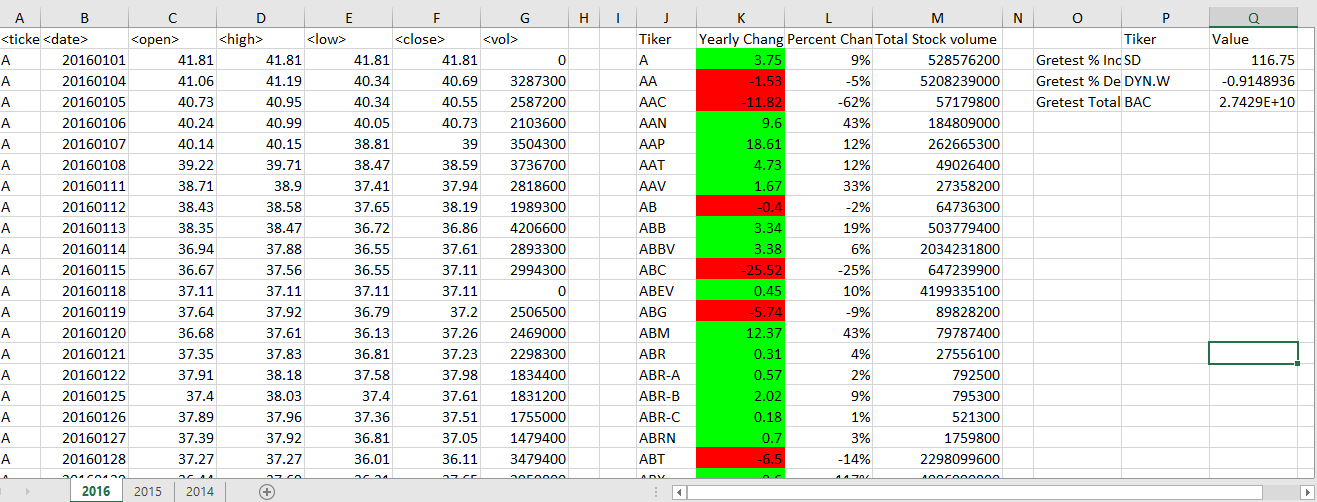 A B C D E F G H I J K L M N O P Q
<ticke <date> <open> <high> <low> <close> <vol> Tiker Yearly Chang Percent Chan Total Stock volume Tiker Value
A 20160101 41.81 41.81 41.81 41.81 0 A 3.75 9% 528576200 Gretest % Inc SD 116.75
A 20160104 41.06 41.19 40.34 40.69 3287300 AA -1.53 -5% 5208239000 Gretest % De DYN.W -0.9148936
A 20160105 40.73 40.95 40.34 40.55 2587200 AAC -11.82 -62% 57179800 Gretest Total BAC 2.7429E+10
A 20160106 40.24 40.99 40.05 40.73 2103600 AAN 9.6 43% 184809000
A 20160107 40.14 40.15 38.81 39 3504300 AAP 18.61 12% 262665300
A 20160108 39.22 39.71 38.47 38.59 3736700 AAT 4.73 12% 49026400
A 20160111 38.71 38.9 37.41 37.94 2818600 AAV 1.67 33% 27358200
A 20160112 38.43 38.58 37.65 38.19 1989300 AB -0.4 -2% 64736300
A 20160113 38.35 38.47 36.72 36.86 4206600 ABB 3.34 19% 503779400
A 20160114 36.94 37.88 36.55 37.61 2893300 ABBV 3.38 6% 2034231800
A 20160115 36.67 37.56 36.55 37.11 2994300 ABC -25.52 -25% 647239900
A 20160118 37.11 37.11 37.11 37.11 0 ABEV 0.45 10% 4199335100
A 20160119 37.64 37.92 36.79 37.2 2506500 ABG -5.74 -9% 89828200
A 20160120 36.68 37.61 36.13 37.26 2469000 ABM 12.37 43% 79787400
A 20160121 37.35 37.83 36.81 37.23 2298300 ABR 0.31 4% 27556100
A 20160122 37.91 38.18 37.58 37.98 1834400 ABR-A 0.57 2% 792500
A 20160125 37.4 38.03 37.4 37.61 1831200 ABR-B 2.02 9% 795300
A 20160126 37.89 37.96 37.36 37.51 1755000 ABR-C 0.18 1% 521300
A 20160127 37.39 37.92 36.81 37.05 1479400 ABRN 0.7 3% 1759800
A 20160128 37.27 37.27 36.01 36.11 3479400 ABT -6.5 -14% 2298099600
2016 2015 2014